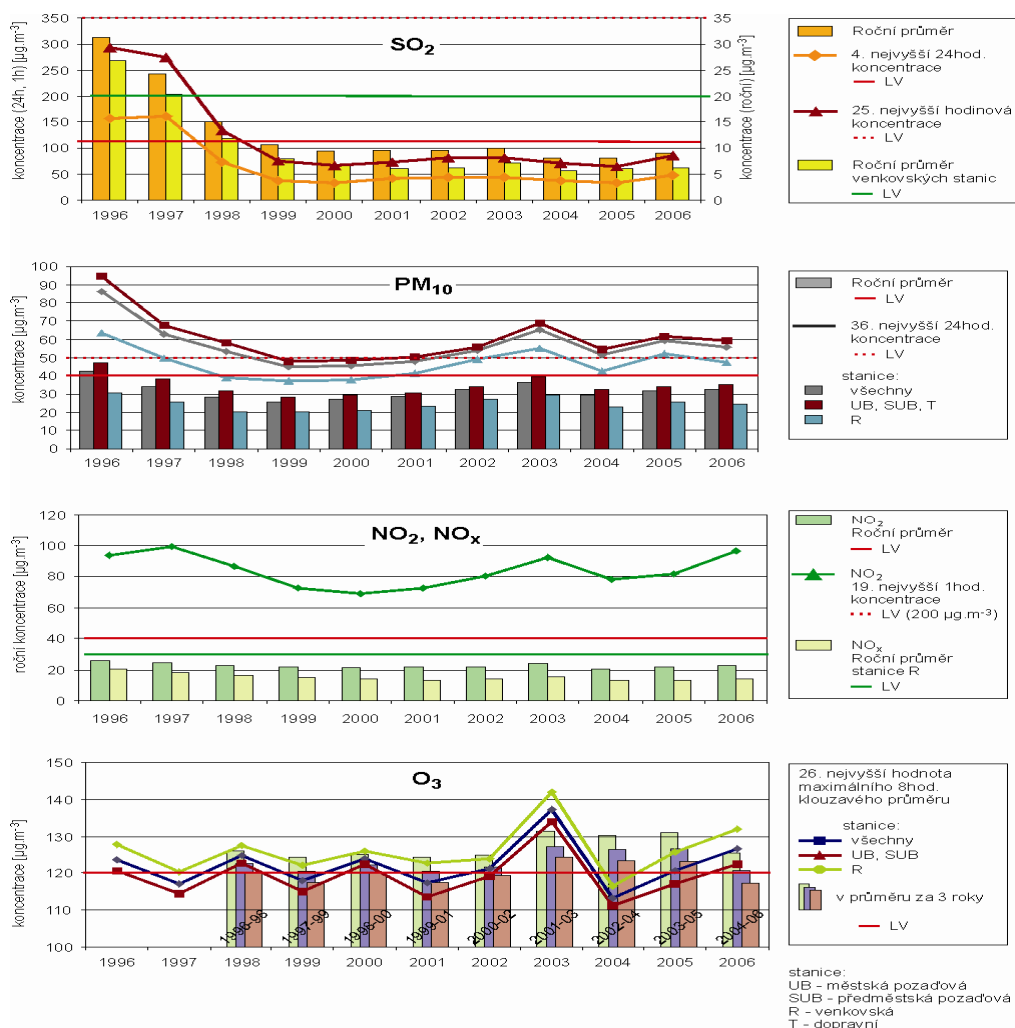 SO₂
koncentrace (24h, 1h) [µg.m⁻³]
350
300
250
200
150
100
50
0
35
30
25
20
15
10
5
0
koncentrace (roční) [µg.m⁻³]
1996 1997 1998 1999 2000 2001 2002 2003 2004 2005 2006
Roční průměr
4. nejvyšší 24hod.
koncentrace
LV
25. nejvyšší hodinová
koncentrace
LV
Roční průměr
venkovských stanic
LV
PM₁₀
koncentrace [µg.m⁻³]
100
90
80
70
60
50
40
30
20
10
0
1996 1997 1998 1999 2000 2001 2002 2003 2004 2005 2006
Roční průměr
LV
36. nejvyšší 24hod.
koncentrace
LV
stanice:
všechny
UB, SUB, T
R
NO₂, NOₓ
roční koncentrace [µg.m⁻³]
120
100
80
60
40
20
0
1996 1997 1998 1999 2000 2001 2002 2003 2004 2005 2006
NO₂
Roční průměr
LV
NO₂
19. nejvyšší 1hod.
koncentrace
LV (200 µg.m⁻³)
NOₓ
Roční průměr
stanice R
LV
O₃
koncentrace [µg.m⁻³]
150
140
130
120
110
100
1996-98 1997-99 1998-00 1999-01 2000-02 2001-03 2002-04 2003-05 2004-06
1996 1997 1998 1999 2000 2001 2002 2003 2004 2005 2006
26. nejvyšší hodnota
maximálního 8hod.
klouzavého průměru
stanice:
všechny
UB, SUB
R
v průměru za 3 roky
LV
stanice:
UB - městská pozaďová
SUB - předměstská pozaďová
R - venkovská
T - dopravní